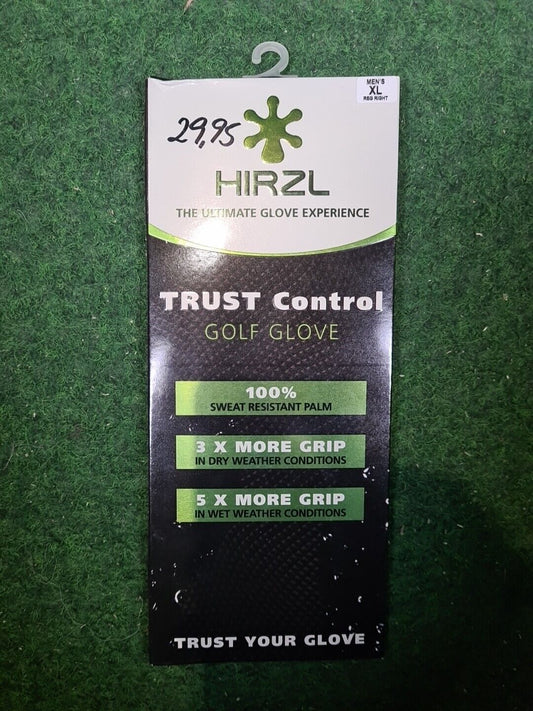 MEN'S
XL
REG RIGHT
29,95
HIRZL
THE ULTIMATE GLOVE EXPERIENCE
TRUST Control
GOLF GLOVE
100%
SWEAT RESISTANT PALM
3 X MORE GRIP
IN DRY WEATHER CONDITIONS
5 X MORE GRIP
IN WET WEATHER CONDITIONS
TRUST YOUR GLOVE